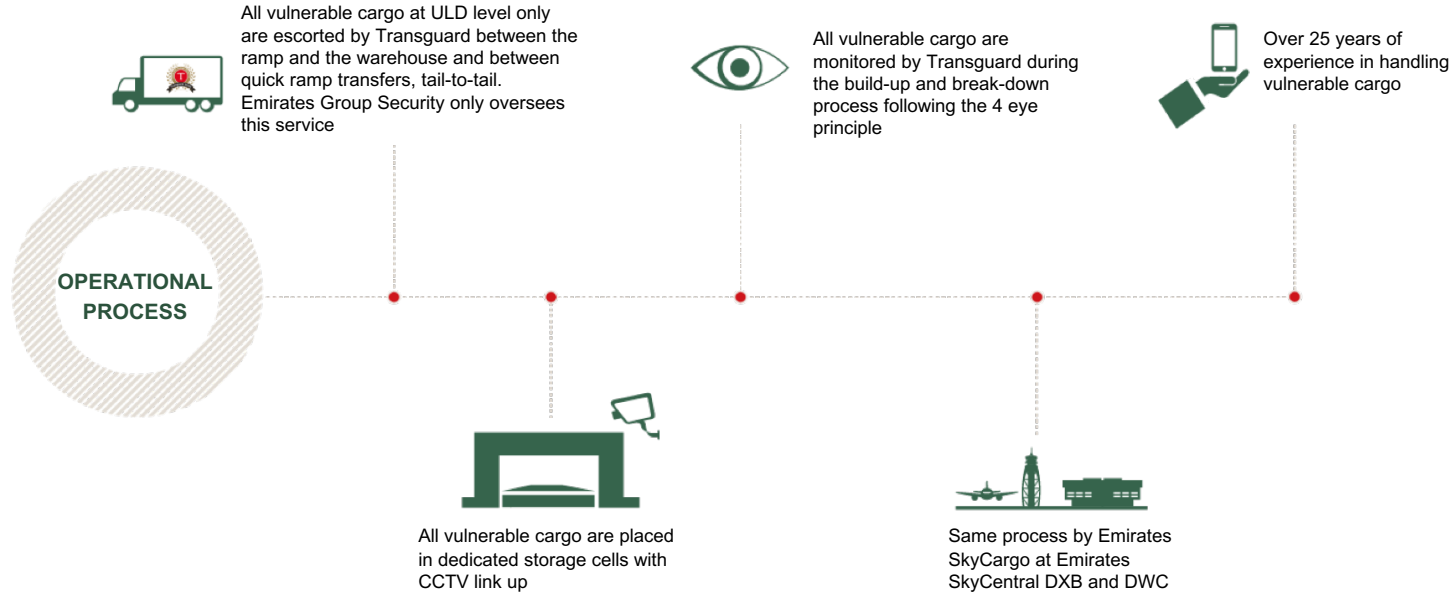 All vulnerable cargo at ULD level only
are escorted by Transguard between the
ramp and the warehouse and between
quick ramp transfers, tail-to-tail.
Emirates Group Security only oversees
this service
All vulnerable cargo are
monitored by Transguard during
the build-up and break-down
process following the 4 eye
principle
Over 25 years of
experience in handling
vulnerable cargo
OPERATIONAL
PROCESS
All vulnerable cargo are placed
in dedicated storage cells with
CCTV link up
Same process by Emirates
SkyCargo at Emirates
SkyCentral DXB and DWC